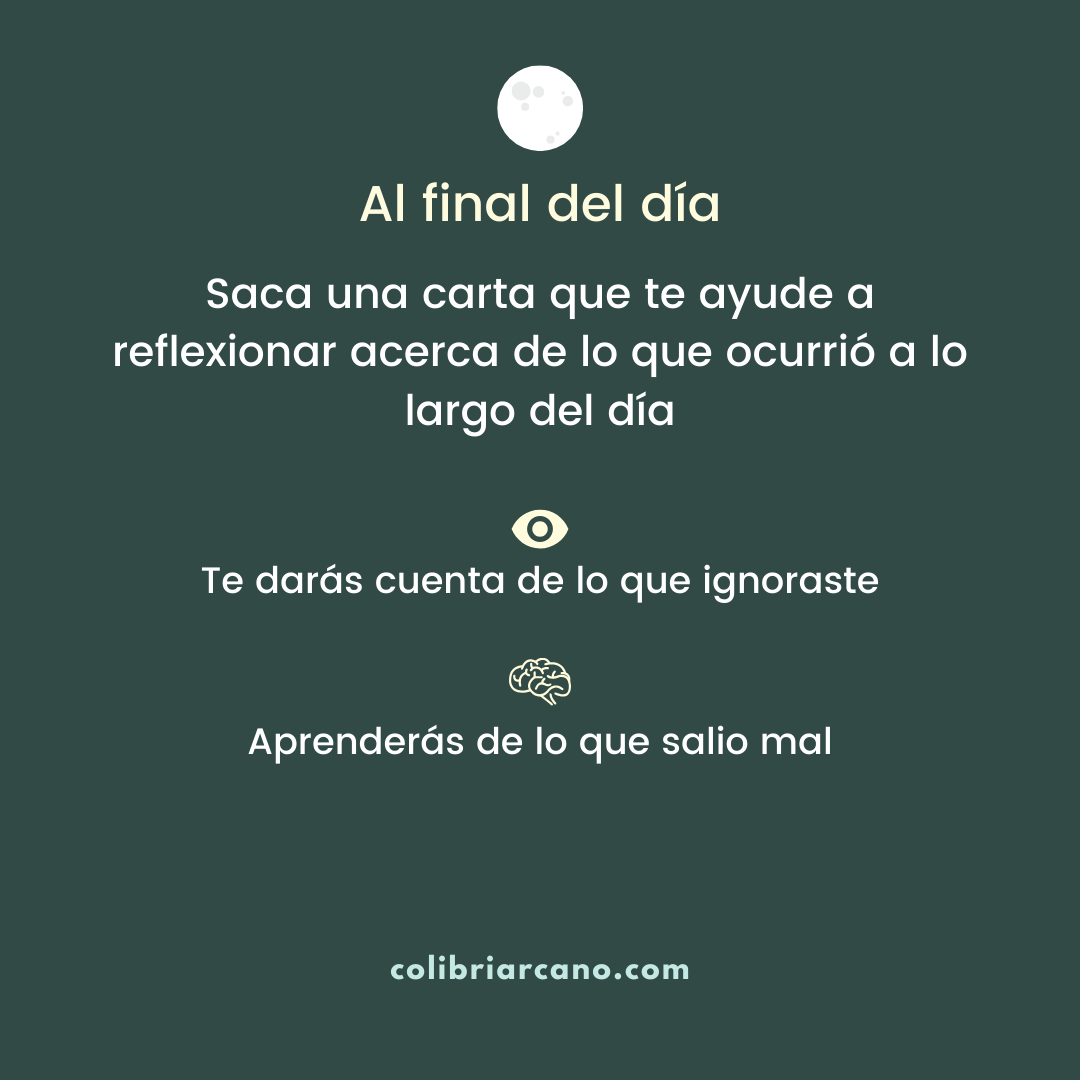 Al final del día
Saca una carta que te ayude a
reflexionar acerca de lo que ocurrió a lo
largo del día
Te darás cuenta de lo que ignoraste
Aprenderás de lo que salio mal
colibriarcano.com